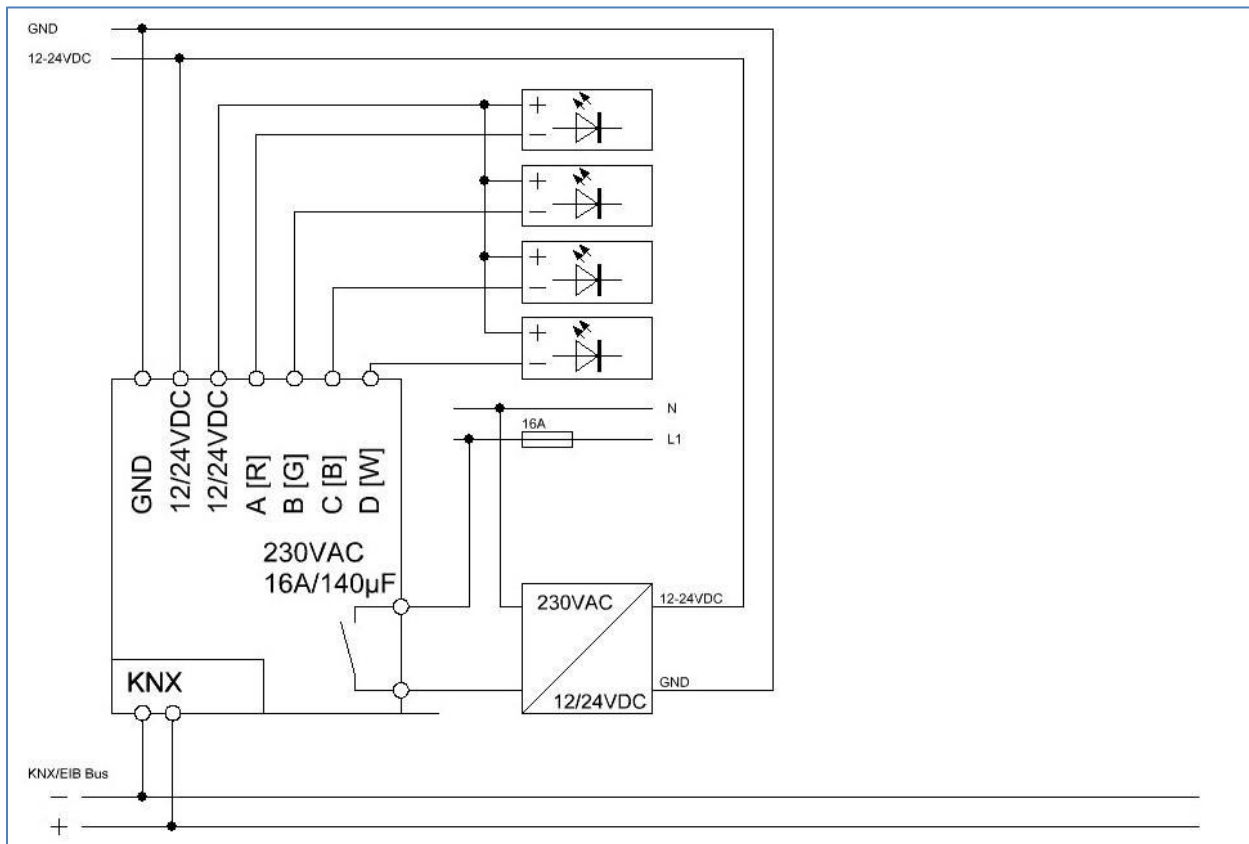 GND
12-24VDC
+
−
+
−
+
−
+
−
N
16A
L1
GND
12/24VDC
12/24VDC
A [R]
B [G]
C [B]
D [W]
230VAC
16A/140µF
230VAC
12-24VDC
GND
12/24VDC
KNX
KNX/EIB Bus
−
+